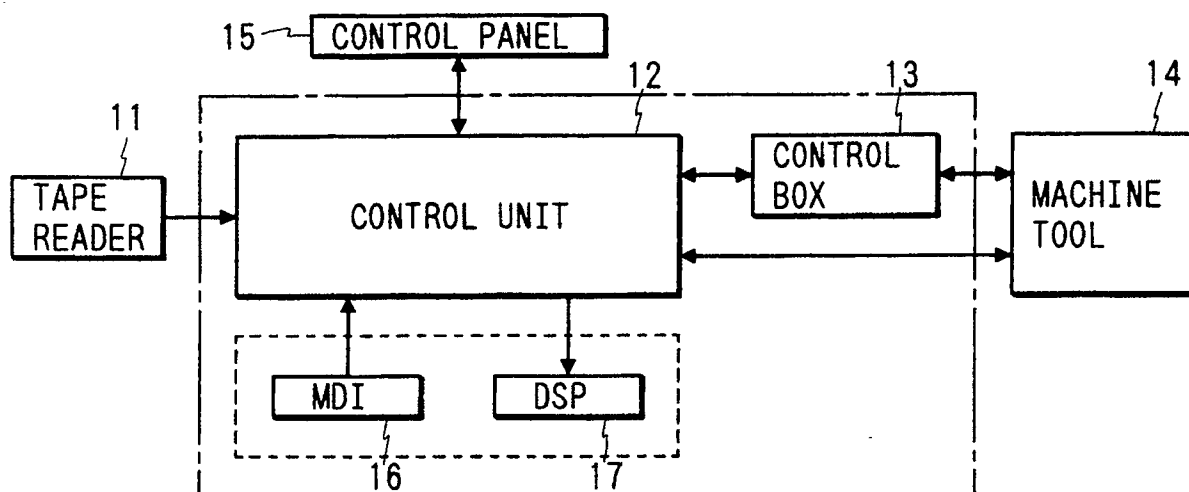 15
CONTROL PANEL
12
13
14
11
TAPE
READER
CONTROL UNIT
CONTROL
BOX
MACHINE
TOOL
MDI
DSP
16
17